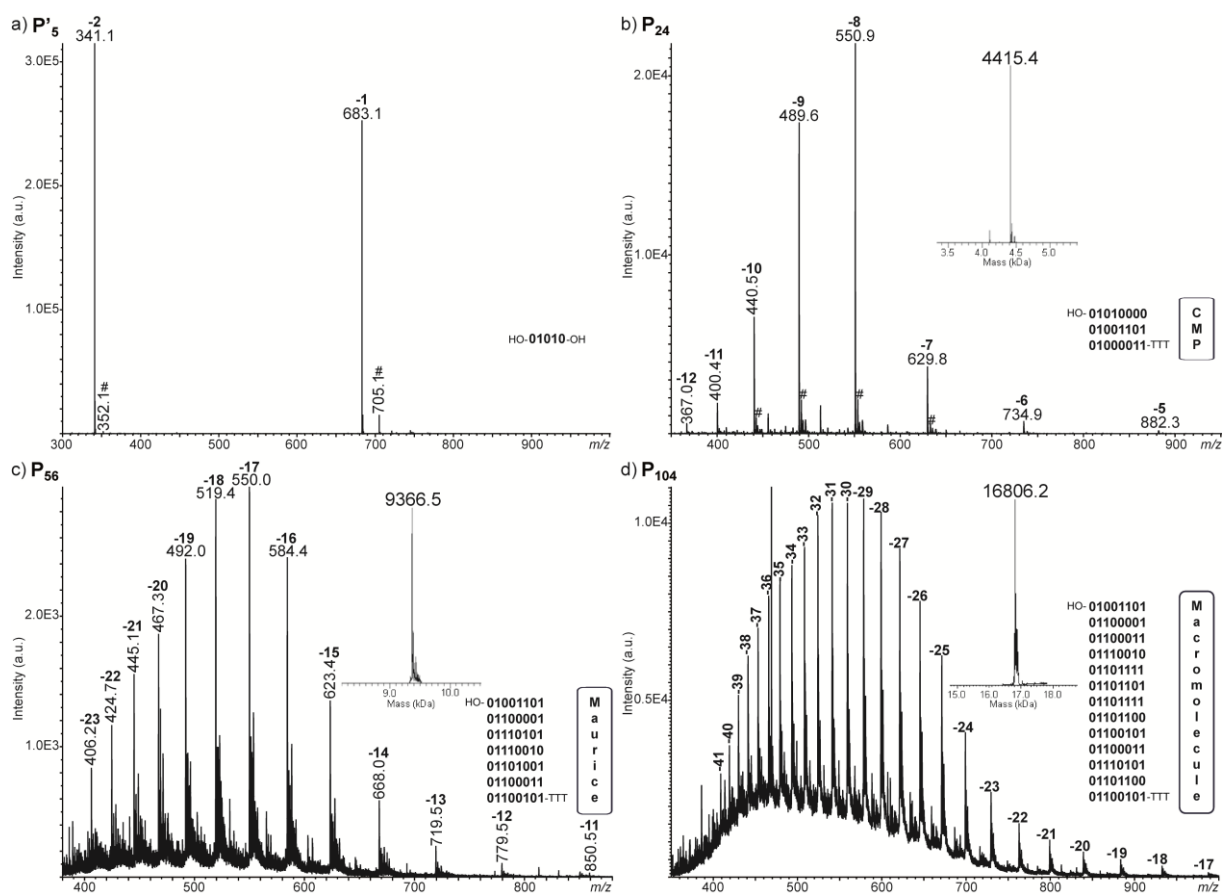 a) P'5
-2
341.1
-1
683.1
3.0E5
2.0E5
1.0E5
Intensity (a.u.)
352.1#
705.1#
HO-01010-OH
300 400 500 600 700 800 900 m/z
b) P24
-8
550.9
-9
489.6
-10
440.5
-11
400.4
-12
367.0
-7
629.8
-6
734.9
-5
882.3
# # #
2.0E4
1.0E4
Intensity (a.u.)
4415.4
3.5 4.0 4.5 5.0
Mass (kDa)
HO-01010000 C
01001101 M
01000011-TTT P
400 500 600 700 800 900 m/z
c) P56
-17
550.0
-18
519.4
-19
492.0
-16
584.4
-20
467.3
-21
445.1
-22
424.7
-23
406.2
-15
623.4
-14
668.0
-13
719.5
-12
779.5
-11
850.5
3.0E3
1.0E3
Intensity (a.u.)
9366.5
9.0 10.0
Mass (kDa)
HO-01001101 M
01100001 a
01110101 u
01110010 r
01101001 i
01100011 c
01100101-TTT e
400 500 600 700 800 m/z
d) P104
-41
-40
-39
-38
-37
-36
-35
-34
-33
-32
-31
-30
-29
-28
-27
-26
-25
-24
-23
-22
-21
-20
-19
-18
-17
1.0E4
0.5E4
Intensity (a.u.)
16806.2
15.0 16.0 17.0 18.0
Mass (kDa)
HO-01001101 M
01100001 a
01100011 c
01110010 r
01101111 o
01101101 m
01101111 o
01101100 l
01100101 e
01100011 c
01110101 u
01101100 l
01100101-TTT e
400 500 600 700 800 900 m/z